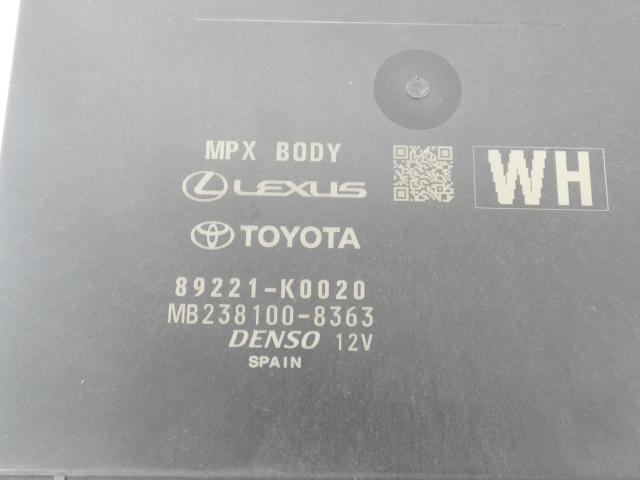 MPX BODY
LEXUS
WH
TOYOTA
89221-K0020
MB238100-8363
DENSO 12V
SPAIN